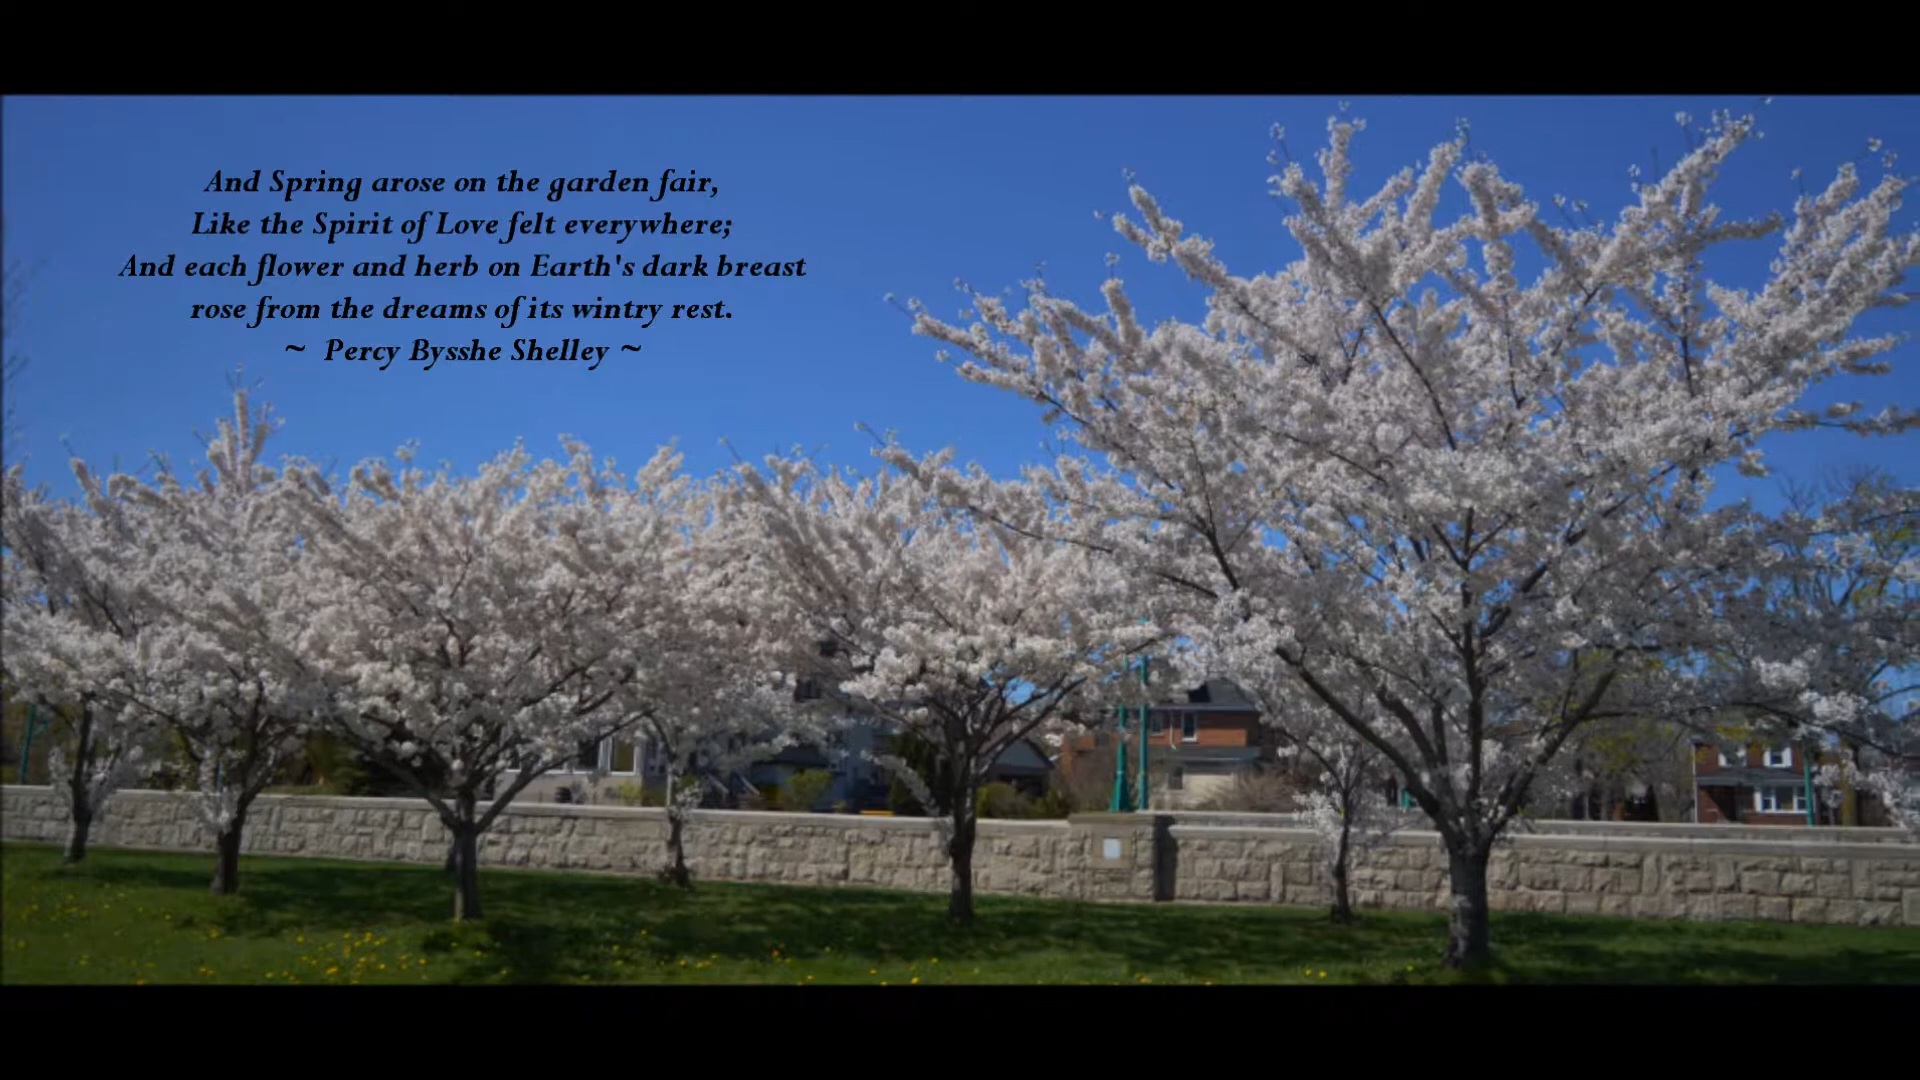 And Spring arose on the garden fair,
Like the Spirit of Love felt everywhere;
And each flower and herb on Earth's dark breast
rose from the dreams of its wintry rest.
~ Percy Bysshe Shelley ~